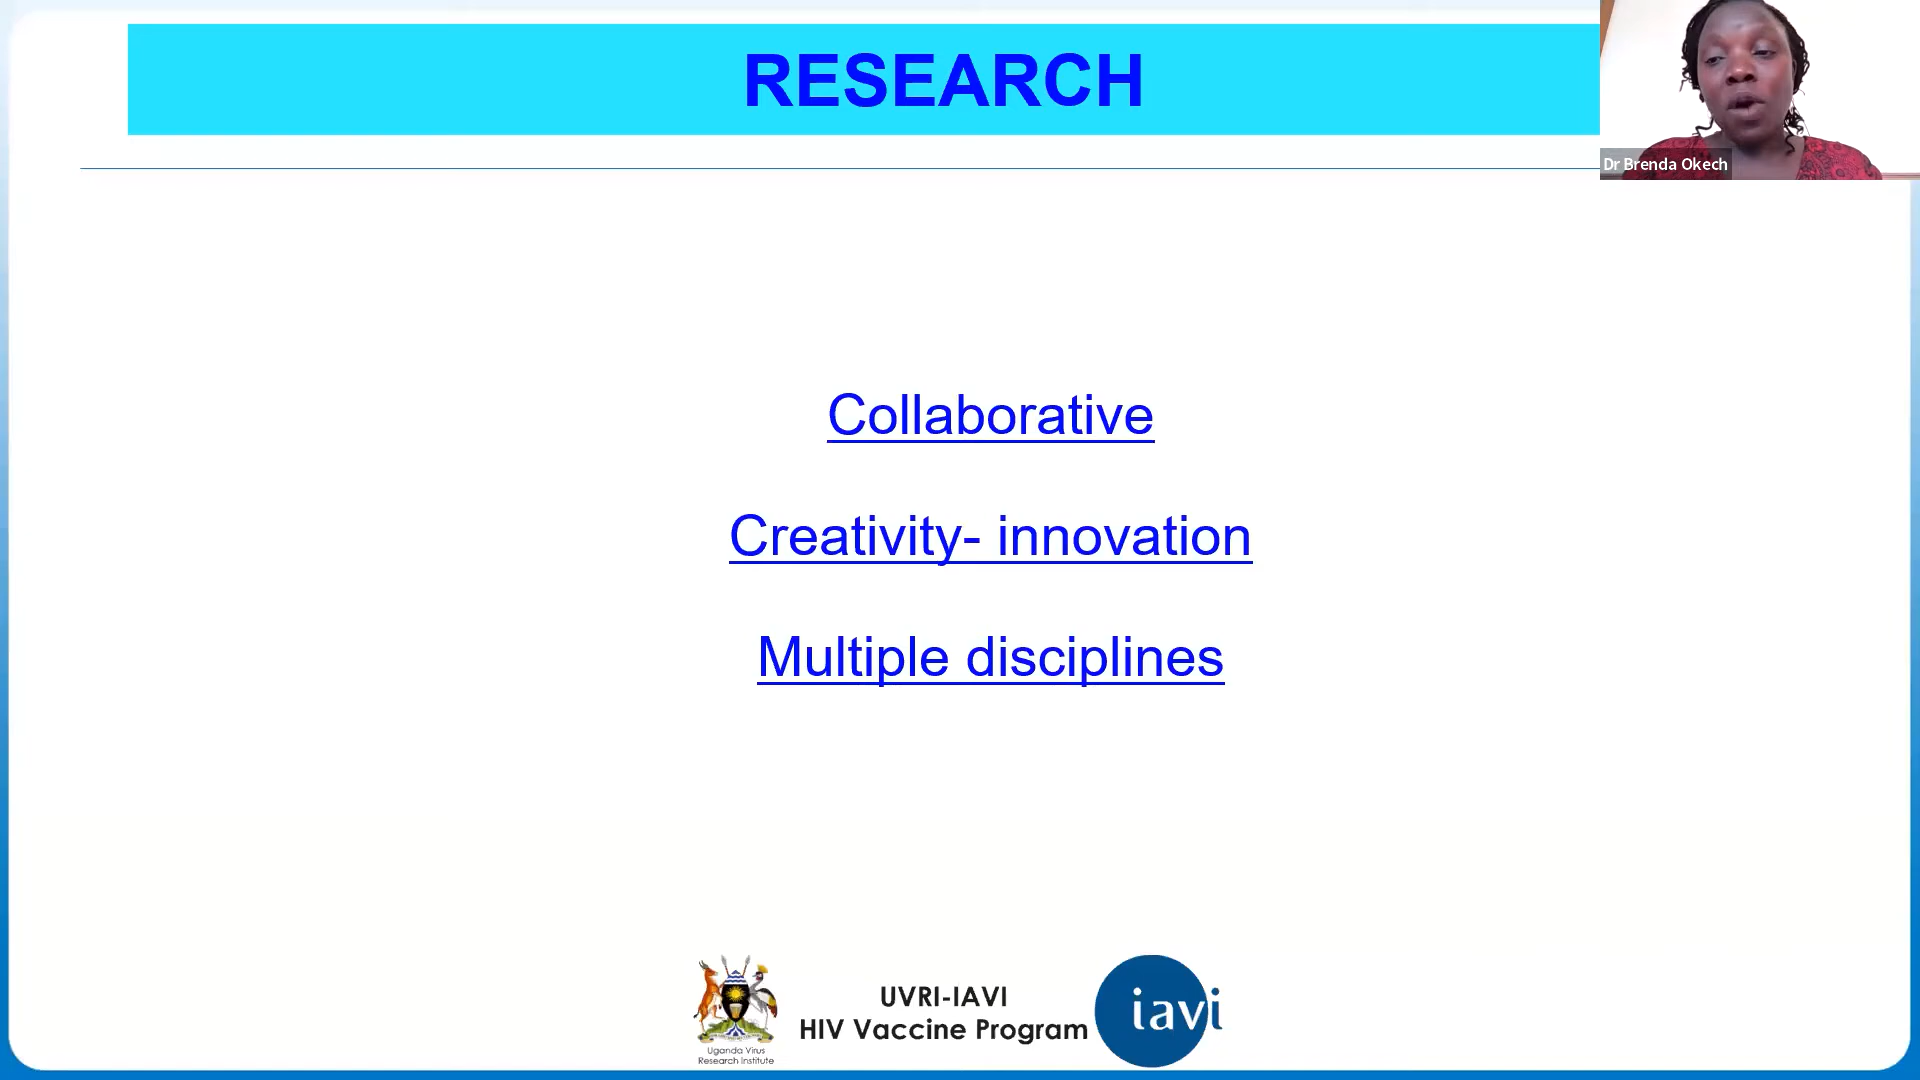 RESEARCH
Dr Brenda Okech
Collaborative
Creativity- innovation
Multiple disciplines
UVRI-IAVI
HIV Vaccine Program
iavi
Uganda Virus
Research Institute